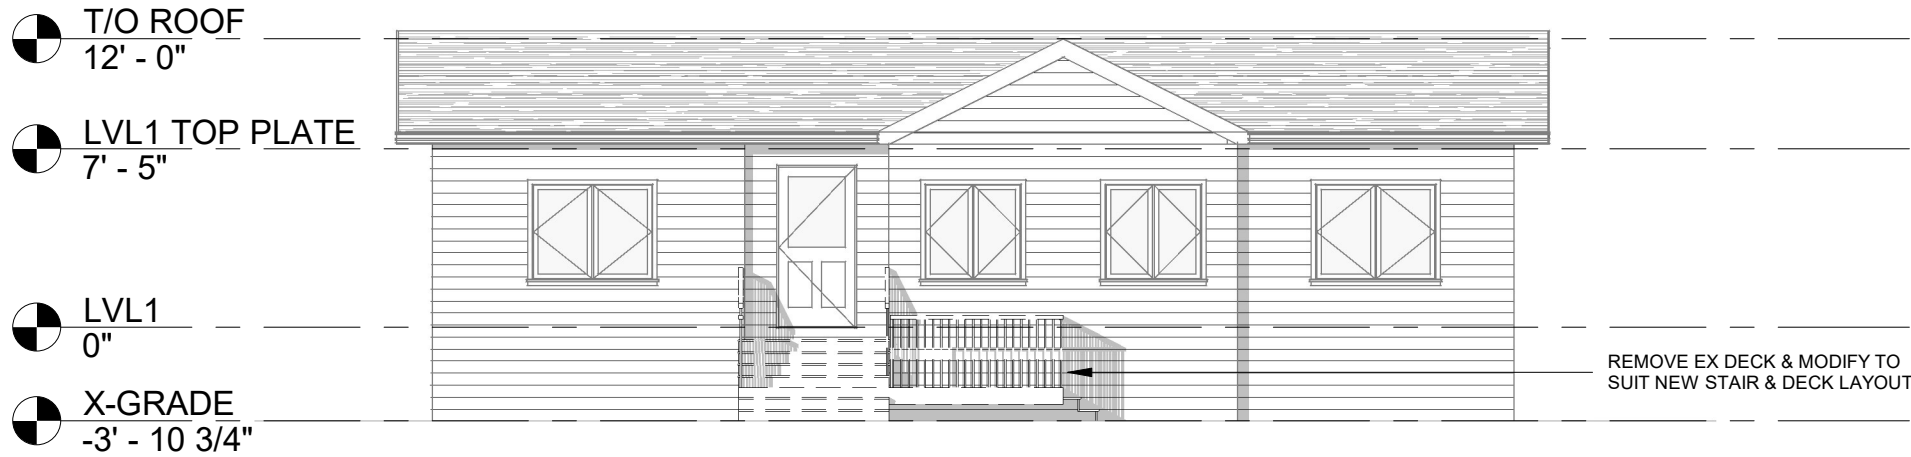 T/O ROOF
12' - 0"
LVL1 TOP PLATE
7' - 5"
LVL1
0"
X-GRADE
-3' - 10 3/4"
REMOVE EX DECK & MODIFY TO
SUIT NEW STAIR & DECK LAYOUT